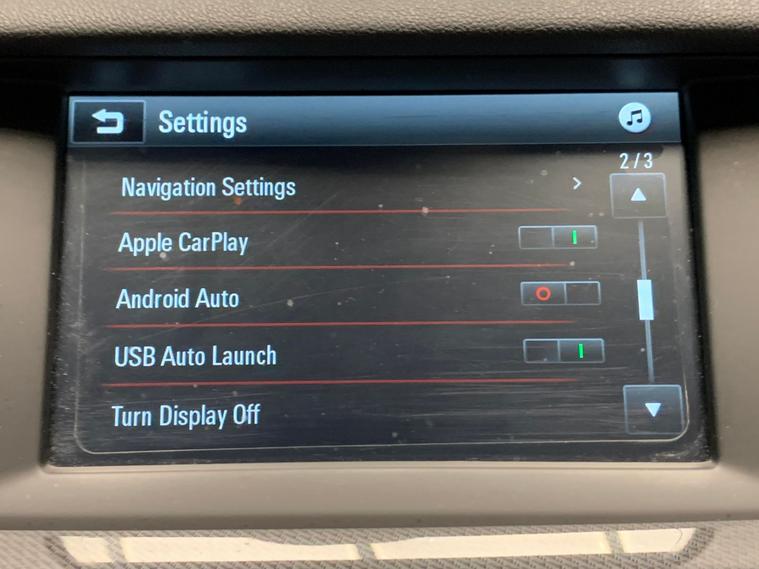 Settings
2/3
Navigation Settings
Apple CarPlay
Android Auto
USB Auto Launch
Turn Display Off